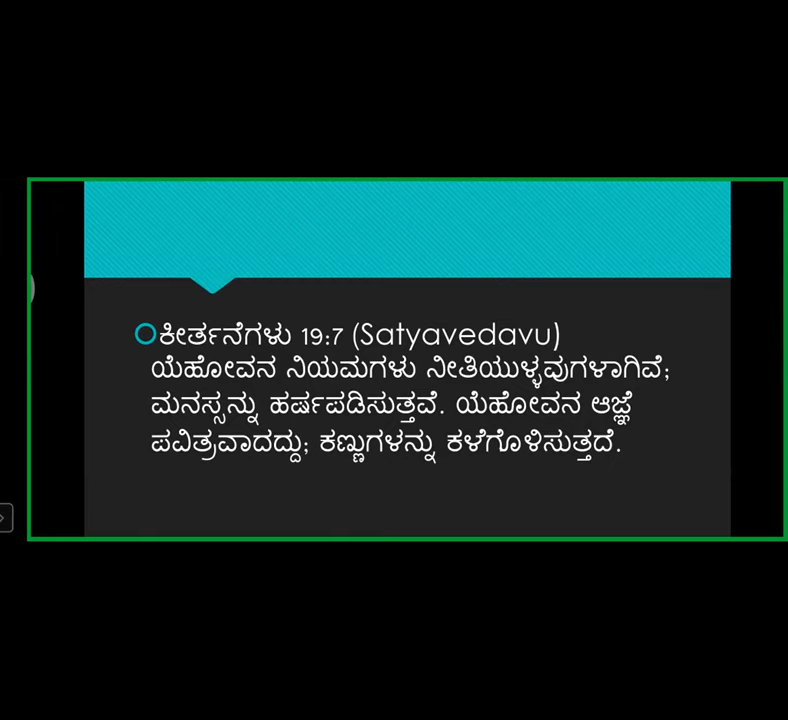 ಕೀರ್ತನೆಗಳು 19:7 (Satyavedavu)
ಯೆಹೋವನ ನಿಯಮಗಳು ನೀತಿಯುಳ್ಳವುಗಳಾಗಿವೆ;
ಮನಸ್ಸನ್ನು ಹರ್ಷಪಡಿಸುತ್ತವೆ. ಯೆಹೋವನ ಆಜ್ಞೆ
ಪವಿತ್ರವಾದದ್ದು; ಕಣ್ಣುಗಳನ್ನು ಕಳೆಗೊಳಿಸುತ್ತದೆ.